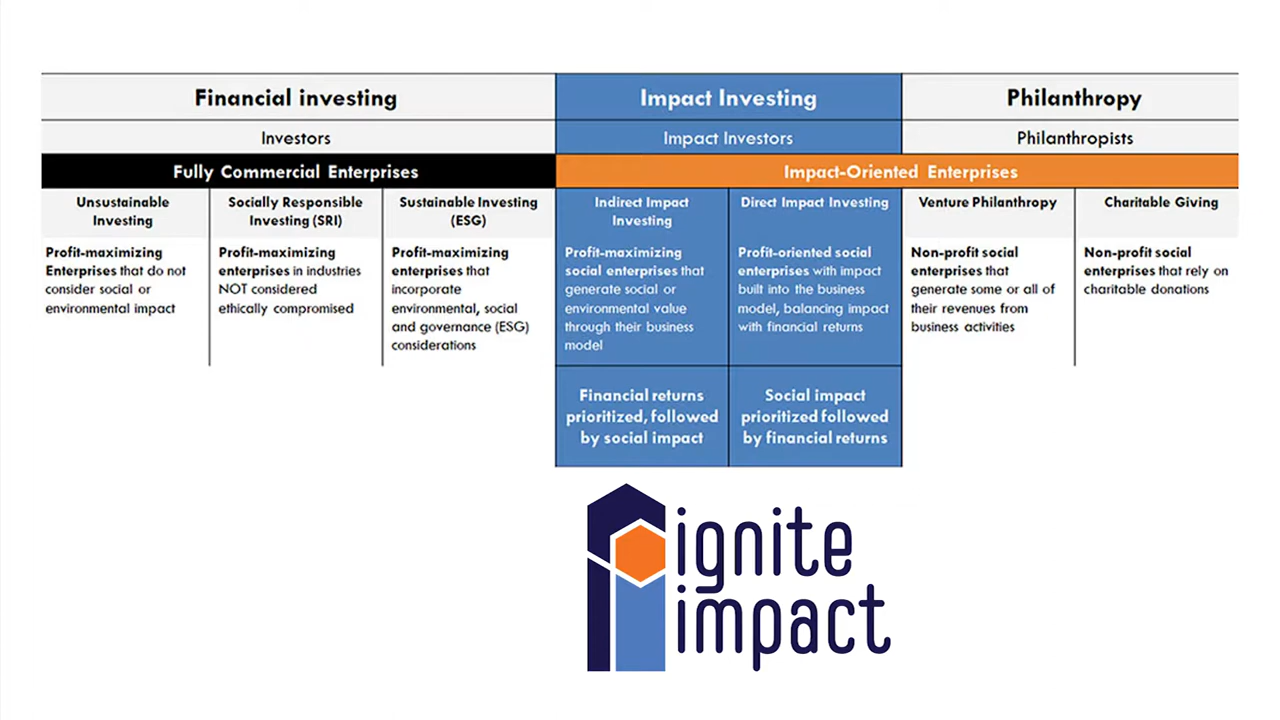 Financial investing
Impact Investing
Philanthropy
Investors
Impact Investors
Philanthropists
Fully Commercial Enterprises
Impact-Oriented Enterprises
Unsustainable
Investing
Socially Responsible
Investing (SRI)
Sustainable Investing
(ESG)
Indirect Impact
Investing
Direct Impact Investing
Venture Philanthropy
Charitable Giving
Profit-maximizing
Enterprises that do not
consider social or
environmental impact
Profit-maximizing
enterprises in industries
NOT considered
ethically compromised
Profit-maximizing
enterprises that
incorporate
environmental, social
and governance (ESG)
considerations
Profit-maximizing
social enterprises that
generate social or
environmental value
through their business
model
Profit-oriented social
enterprises with impact
built into the business
model, balancing impact
with financial returns
Non-profit social
enterprises that
generate some or all of
their revenues from
business activities
Non-profit social
enterprises that rely on
charitable donations
Financial returns
prioritized, followed
by social impact
Social impact
prioritized followed
by financial returns
ignite
impact